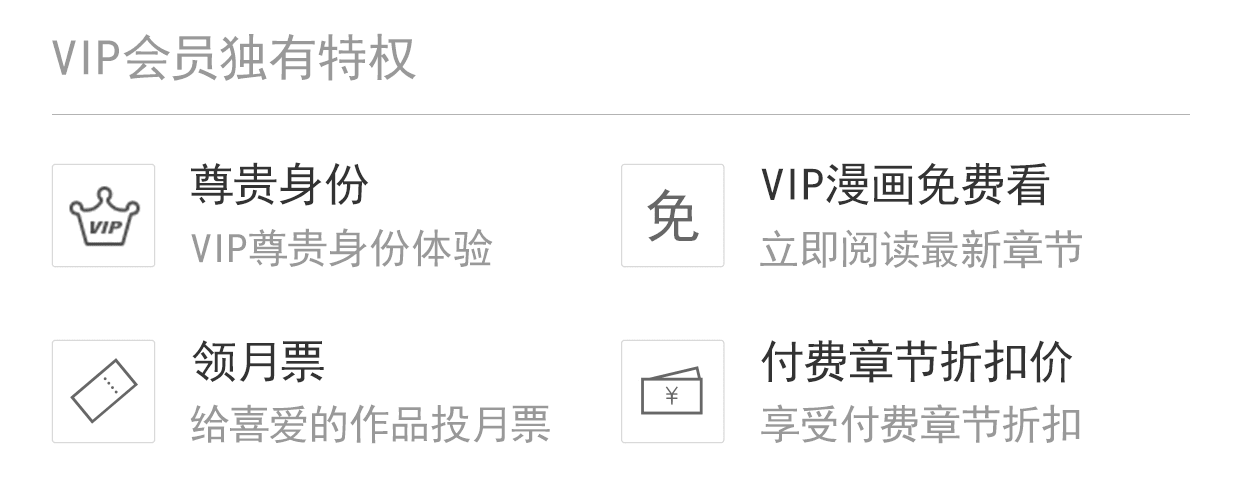 VIP会员独有特权
尊贵身份
VIP尊贵身份体验
VIP
VIP漫画免费看
立即阅读最新章节
免
领月票
给喜爱的作品投月票
付费章节折扣价
享受付费章节折扣
¥